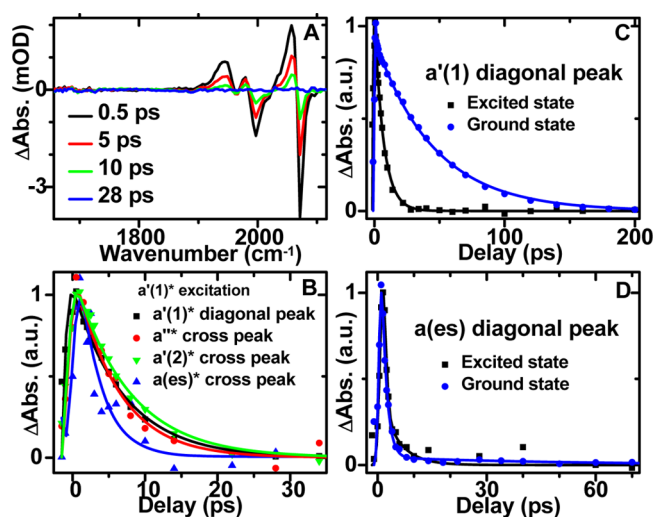 A
ΔAbs. (mOD)
0
-3
0.5 ps
5 ps
10 ps
28 ps
1800
2000
Wavenumber (cm-1)
C
ΔAbs. (a.u.)
1
0
a'(1) diagonal peak
Excited state
Ground state
0
50
100
150
200
Delay (ps)
B
ΔAbs. (a.u.)
1
0
a'(1)* excitation
a'(1)* diagonal peak
a''* cross peak
a'(2)* cross peak
a(es)* cross peak
0
10
20
30
Delay (ps)
D
ΔAbs. (a.u.)
1
0
a(es) diagonal peak
Excited state
Ground state
0
20
40
60
Delay (ps)